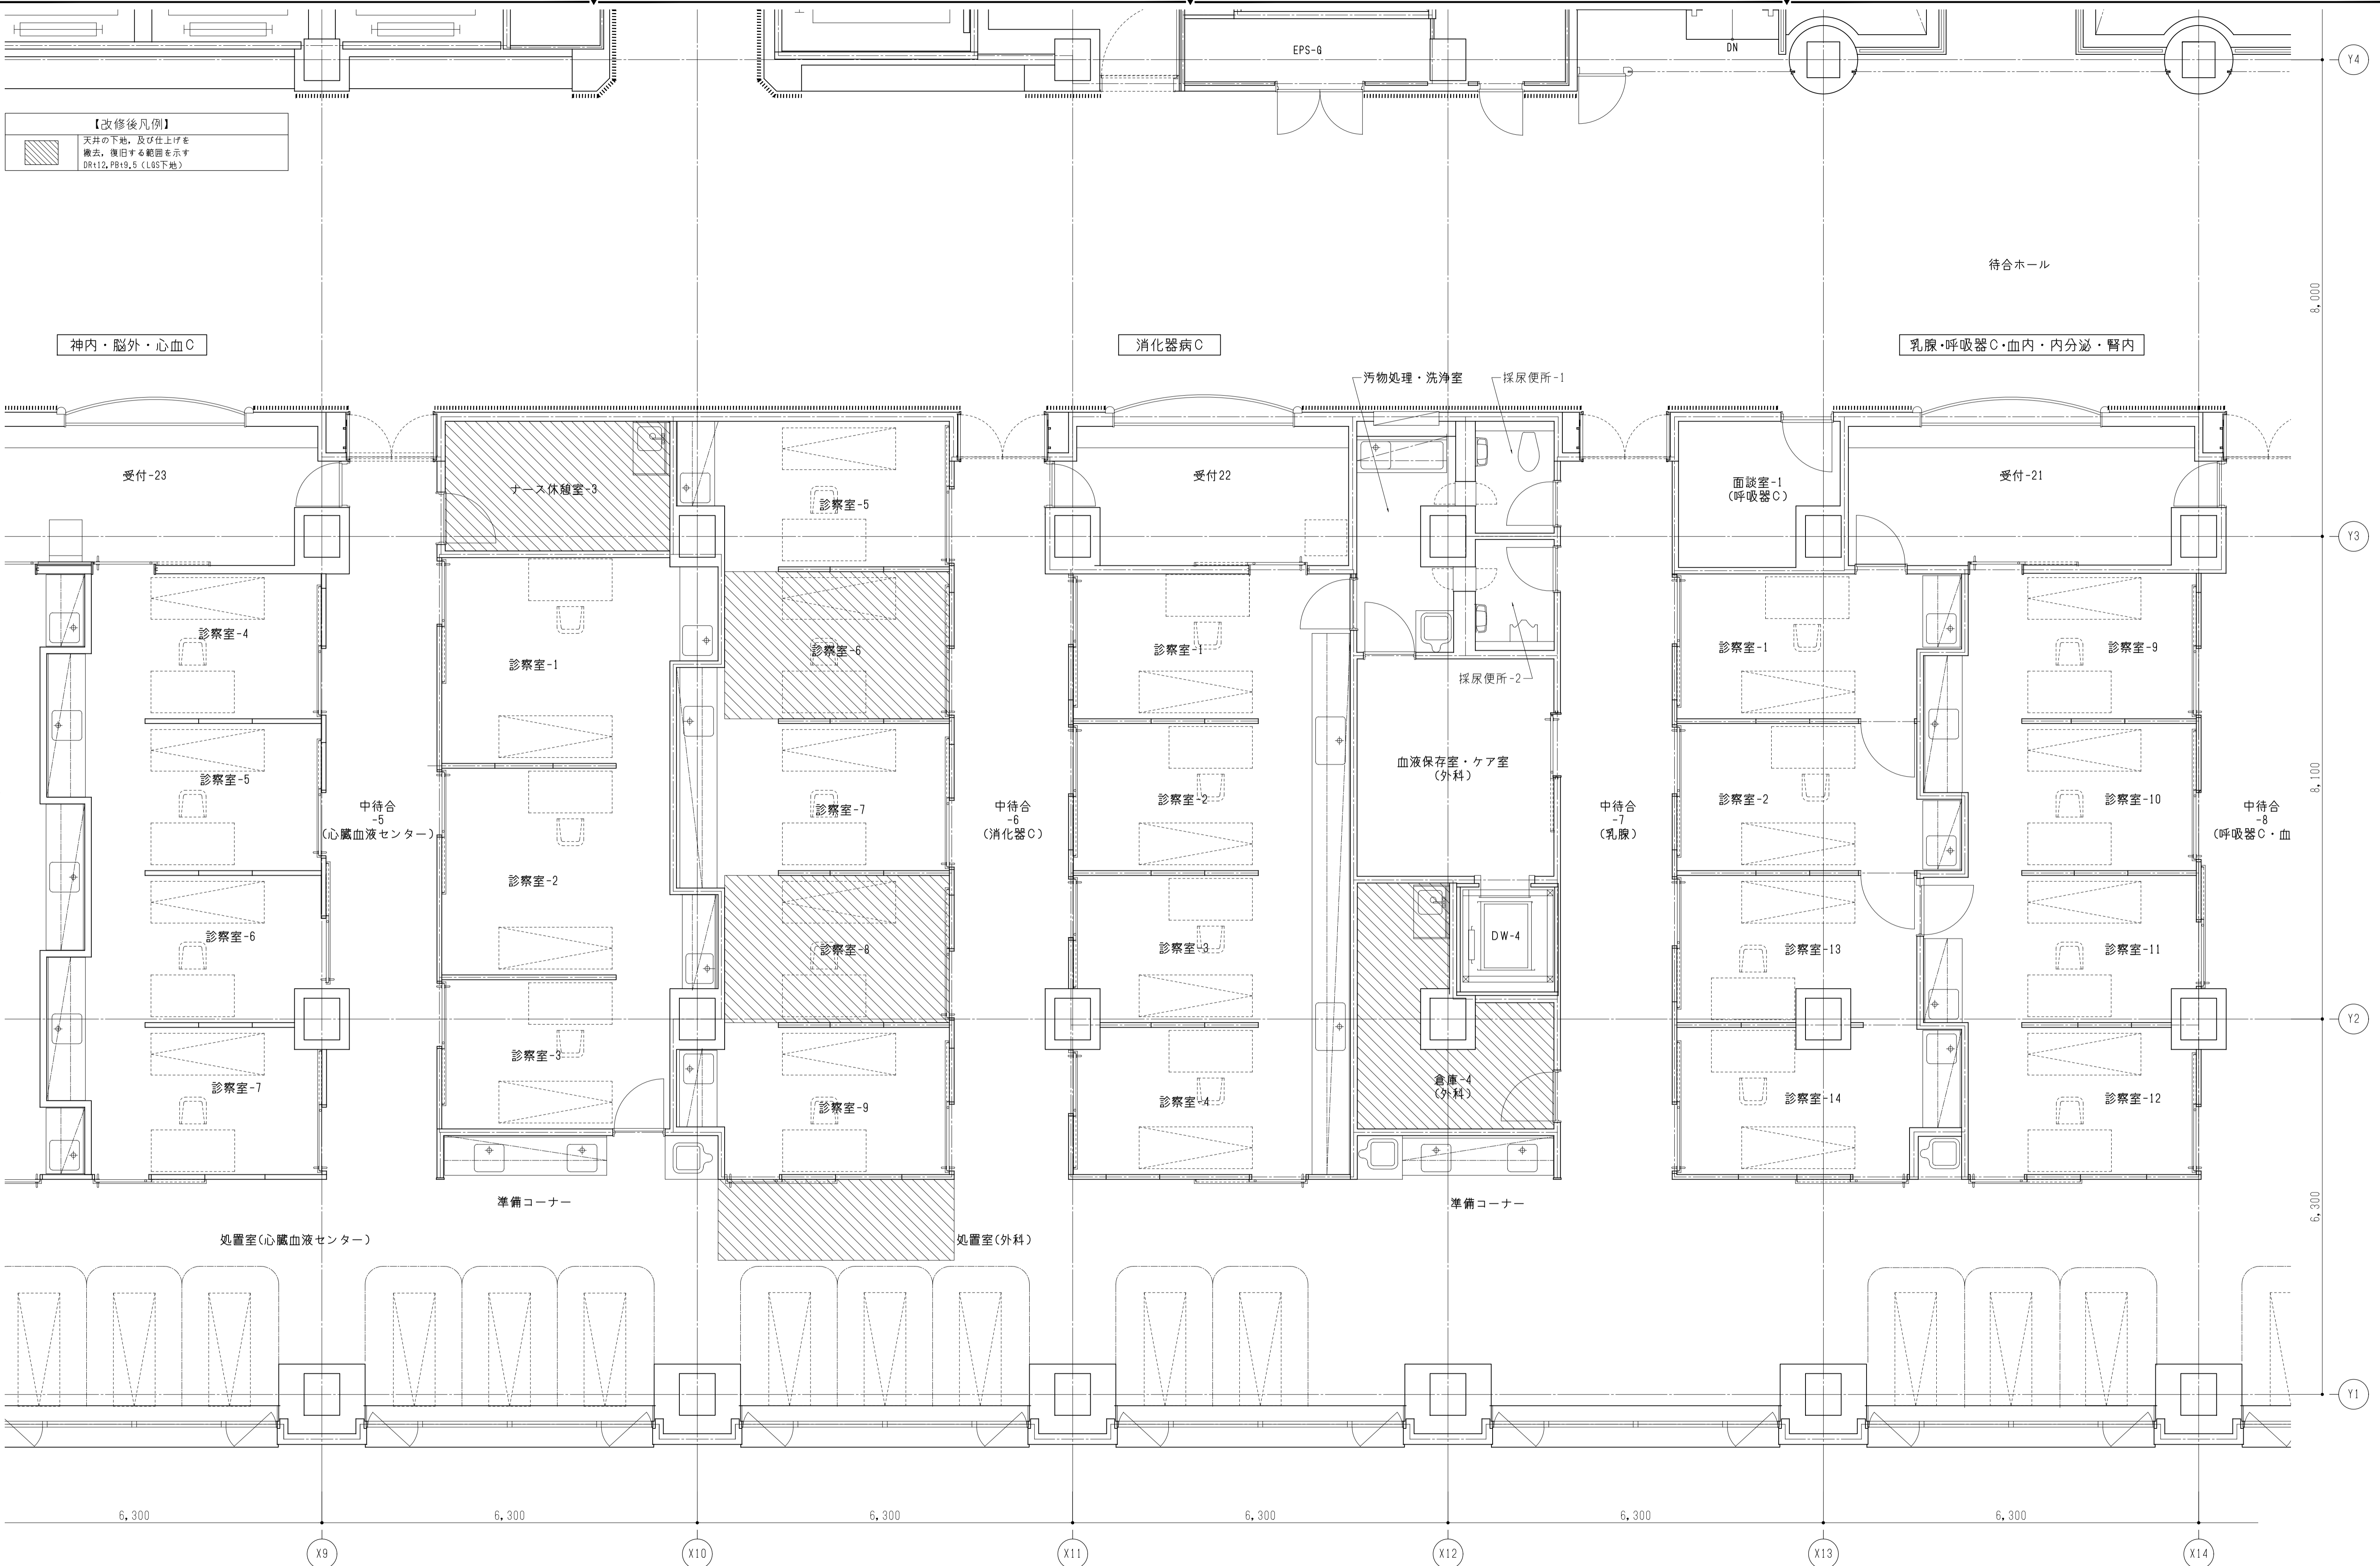 EPS-Q
DN
Y4
【改修後凡例】
天井の下地，及び仕上げを
撤去，復旧する範囲を示す
DRt12,PBt9.5（LGS下地）
待合ホール
8,000
神内・脳外・心血C
消化器病C
乳腺・呼吸器C・血内・内分泌・腎内
汚物処理・洗浄室
採尿便所-1
受付-23
ナース休憩室-3
診察室-5
受付22
面談室-1
（呼吸器C）
受付-21
Y3
診察室-4
診察室-1
診察室-6
診察室-1
採尿便所-2
診察室-1
診察室-9
診察室-5
中待合
-5
（心臓血液センター）
診察室-7
中待合
-6
（消化器C）
診察室-2
血液保存室・ケア室
（外科）
中待合
-7
（乳腺）
診察室-2
診察室-10
中待合
-8
（呼吸器C・血
8,100
診察室-6
診察室-2
診察室-8
診察室-3
DW-4
診察室-13
診察室-11
Y2
診察室-7
診察室-3
診察室-9
診察室-4
倉庫-4
（外科）
診察室-14
診察室-12
準備コーナー
準備コーナー
6,300
処置室(心臓血液センター)
処置室(外科)
Y1
6,300
6,300
6,300
6,300
6,300
6,300
X9
X10
X11
X12
X13
X14